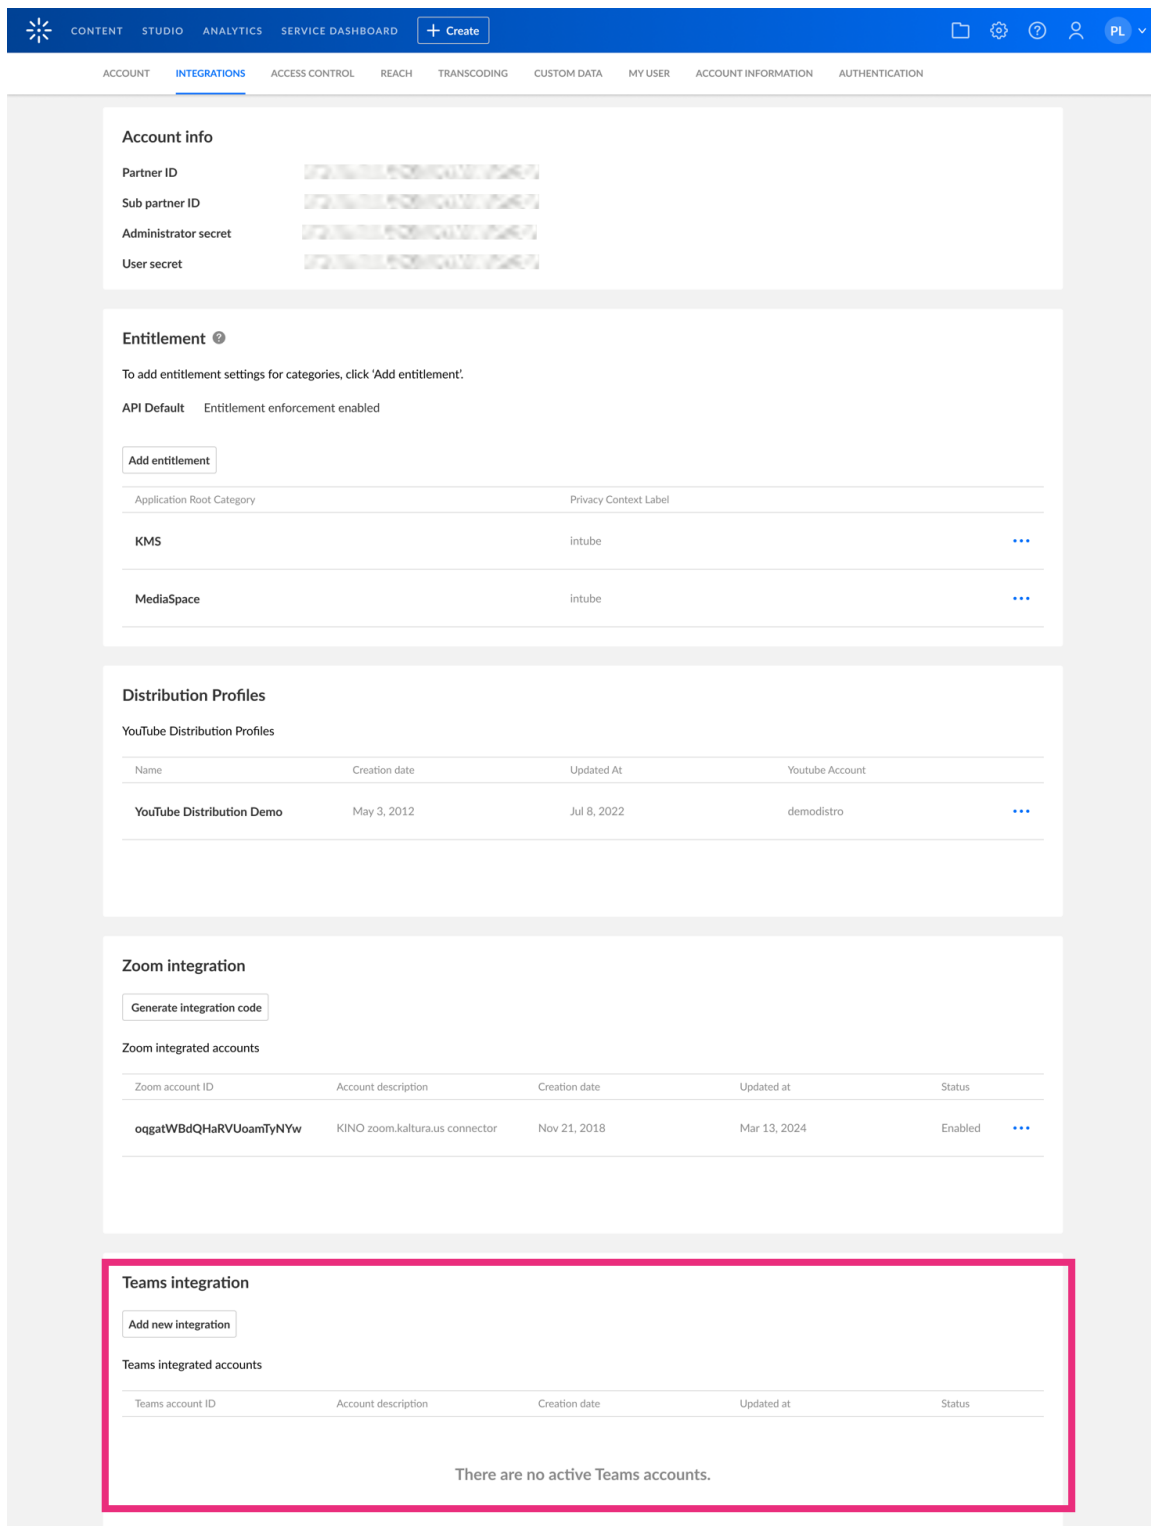 CONTENT STUDIO ANALYTICS SERVICE DASHBOARD + Create PL
ACCOUNT INTEGRATIONS ACCESS CONTROL REACH TRANSCODING CUSTOM DATA MY USER ACCOUNT INFORMATION AUTHENTICATION
Account info
Partner ID
Sub partner ID
Administrator secret
User secret
Entitlement ?
To add entitlement settings for categories, click ‘Add entitlement’.
API Default Entitlement enforcement enabled
Add entitlement
Application Root Category Privacy Context Label
KMS intube
MediaSpace intube
Distribution Profiles
YouTube Distribution Profiles
Name Creation date Updated At Youtube Account
YouTube Distribution Demo May 3, 2012 Jul 8, 2022 demodistro
Zoom integration
Generate integration code
Zoom integrated accounts
Zoom account ID Account description Creation date Updated at Status
oqgatWBdQHaRVUoamTyNYw KINO zoom.kaltura.us connector Nov 21, 2018 Mar 13, 2024 Enabled
Teams integration
Add new integration
Teams integrated accounts
Teams account ID Account description Creation date Updated at Status
There are no active Teams accounts.